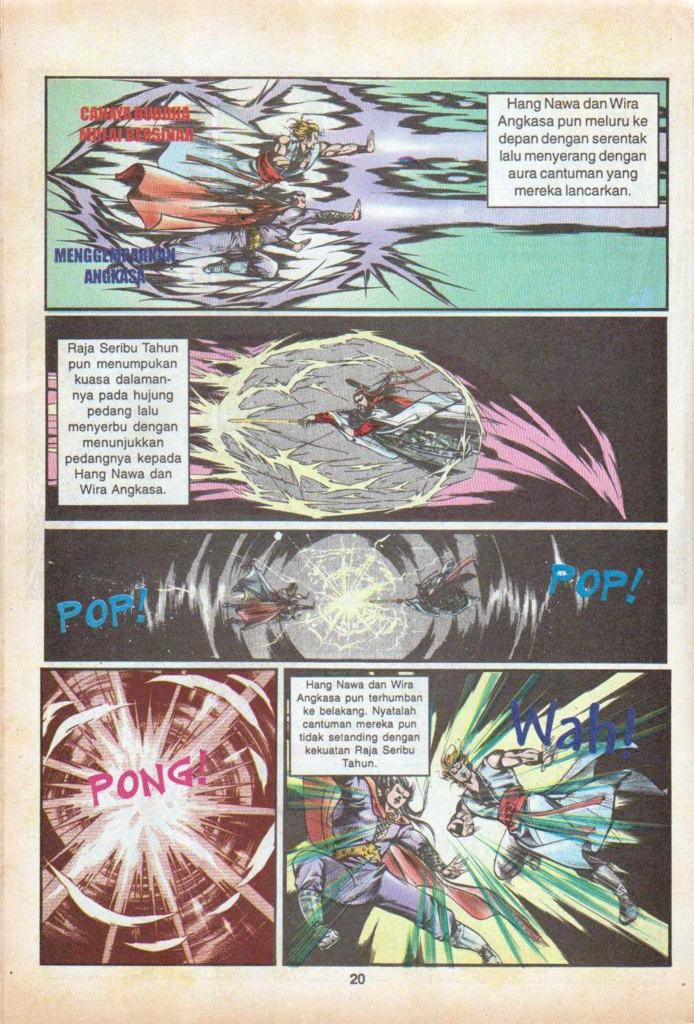 CAHAYA BUDDHA
MULAI BERSINAR
Hang Nawa dan Wira
Angkasa pun meluru ke
depan dengan serentak
lalu menyerang dengan
aura cantuman yang
mereka lancarkan.
MENGGEMPARKAN
ANGKASA
Raja Seribu Tahun
pun menumpukan
kuasa dalaman-
nya pada hujung
pedang lalu
menyerbu dengan
menunjukkan
pedangnya kepada
Hang Nawa dan
Wira Angkasa.
POP!
POP!
PONG!
Hang Nawa dan Wira
Angkasa pun terhumban
ke belakang. Nyatalah
cantuman mereka pun
tidak setanding dengan
kekuatan Raja Seribu
Tahun.
Wah!
20